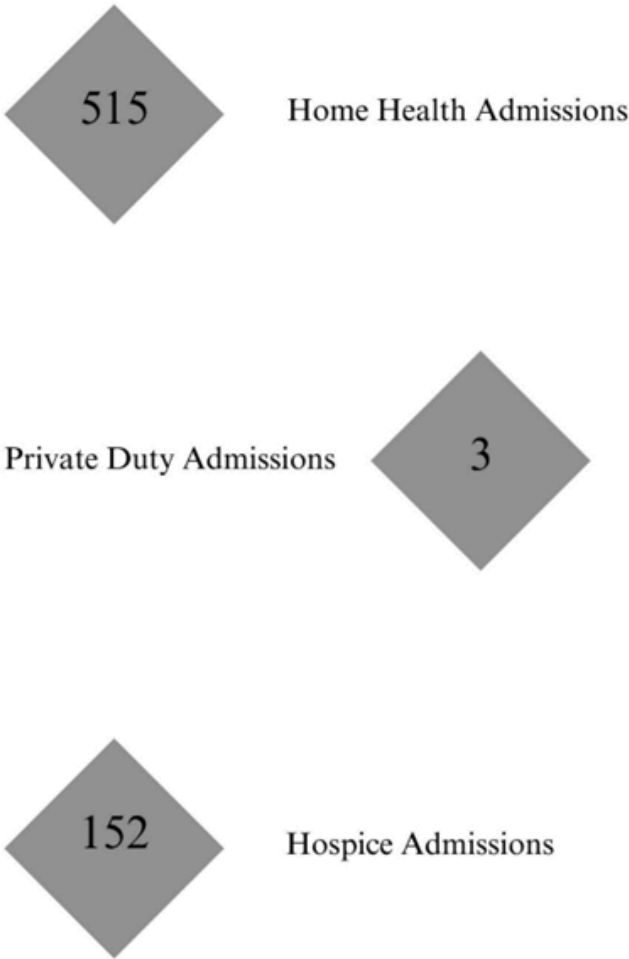 515
Home Health Admissions
Private Duty Admissions
3
152
Hospice Admissions